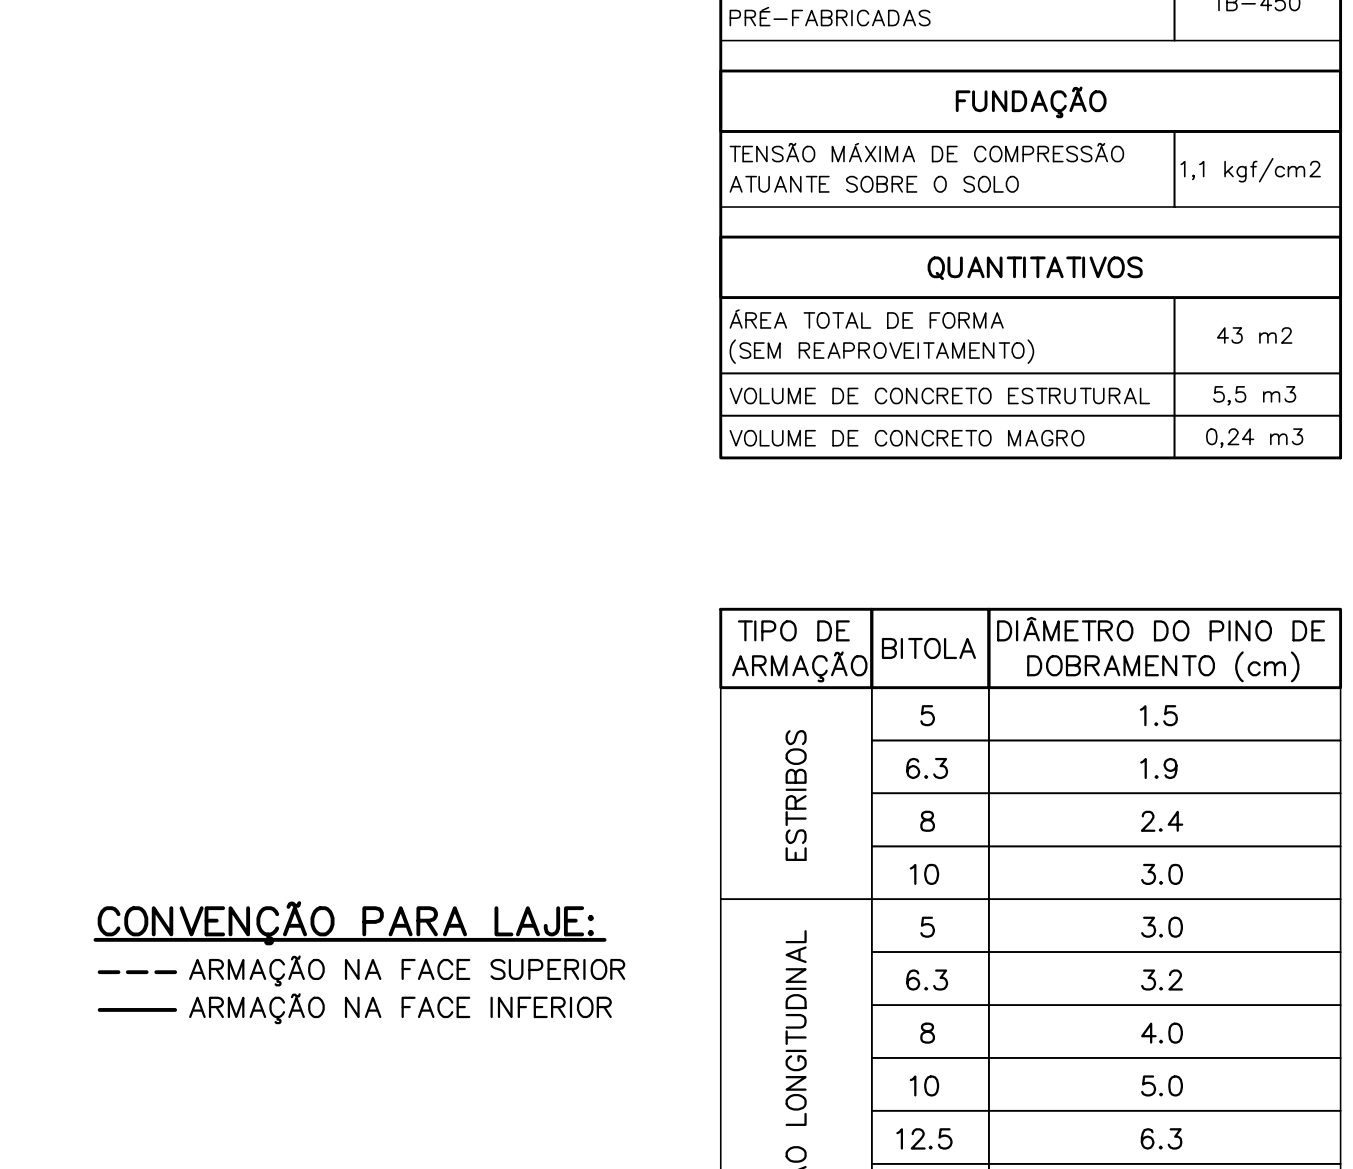 PRÉ-FABRICADAS
TB-450
FUNDAÇÃO
TENSÃO MÁXIMA DE COMPRESSÃO
ATUANTE SOBRE O SOLO
1,1 kgf/cm2
QUANTITATIVOS
ÁREA TOTAL DE FORMA
(SEM REAPROVEITAMENTO)
43 m2
VOLUME DE CONCRETO ESTRUTURAL 5,5 m3
VOLUME DE CONCRETO MAGRO 0,24 m3
TIPO DE
ARMAÇÃO
BITOLA
DIÂMETRO DO PINO DE
DOBRAMENTO (cm)
ESTRIBOS
5 1.5
6.3 1.9
8 2.4
10 3.0
LONGITUDINAL
5 3.0
6.3 3.2
8 4.0
10 5.0
12.5 6.3
CONVENÇÃO PARA LAJE:
ARMAÇÃO NA FACE SUPERIOR
ARMAÇÃO NA FACE INFERIOR